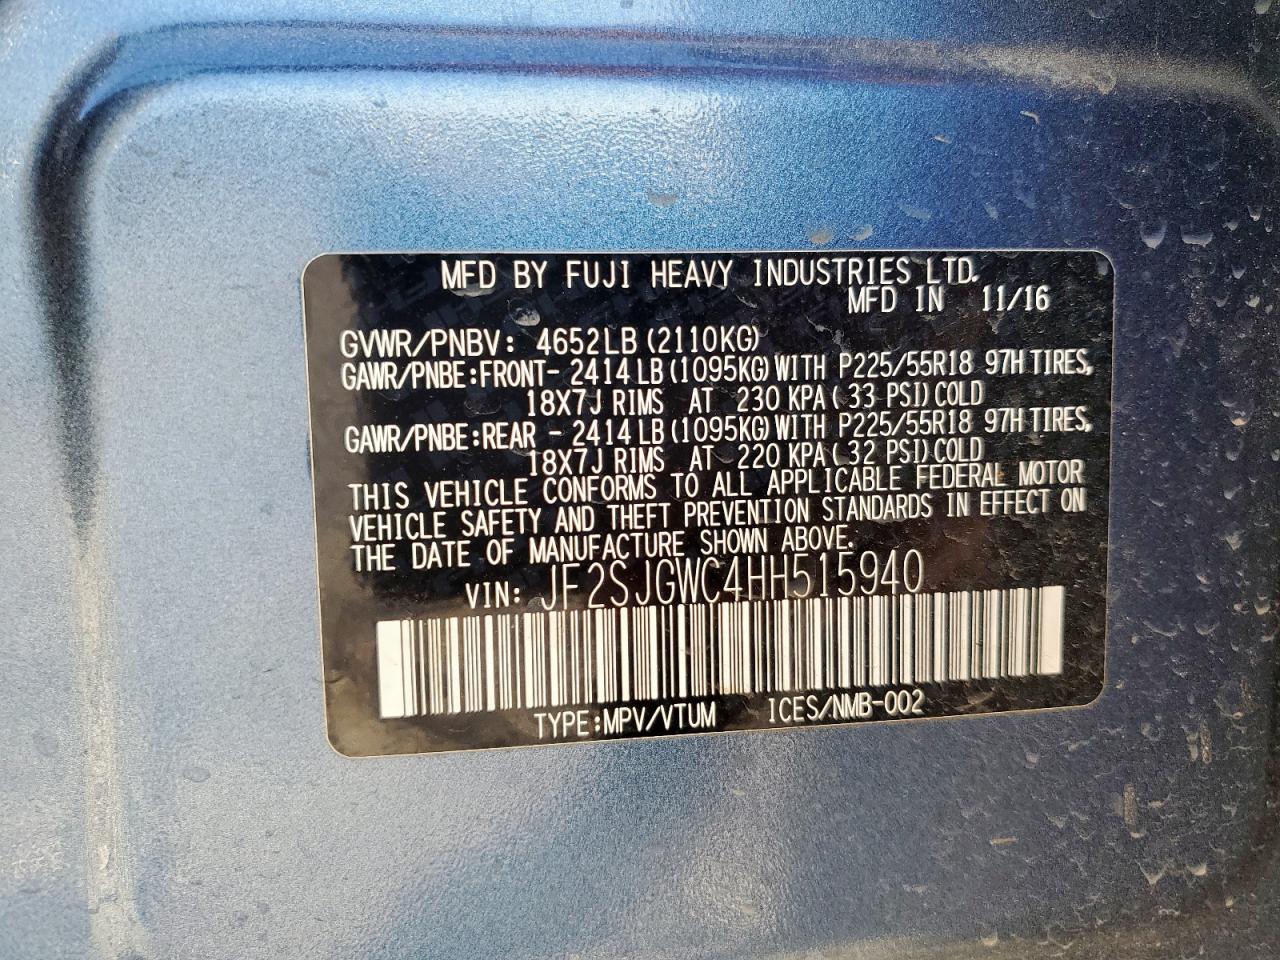 MFD BY FUJI HEAVY INDUSTRIES LTD.
MFD IN 11/16
GVWR/PNBV: 4652LB (2110KG)
GAWR/PNBE:FRONT- 2414 LB (1095KG) WITH P225/55R18 97H TIRES,
18X7J RIMS AT 230 KPA ( 33 PSI) COLD
GAWR/PNBE:REAR - 2414 LB (1095KG) WITH P225/55R18 97H TIRES,
18X7J RIMS AT 220 KPA ( 32 PSI) COLD
THIS VEHICLE CONFORMS TO ALL APPLICABLE FEDERAL MOTOR
VEHICLE SAFETY AND THEFT PREVENTION STANDARDS IN EFFECT ON
THE DATE OF MANUFACTURE SHOWN ABOVE.
VIN: JF2SJGWC4HH515940
TYPE:MPV/VTUM ICES/NMB-002